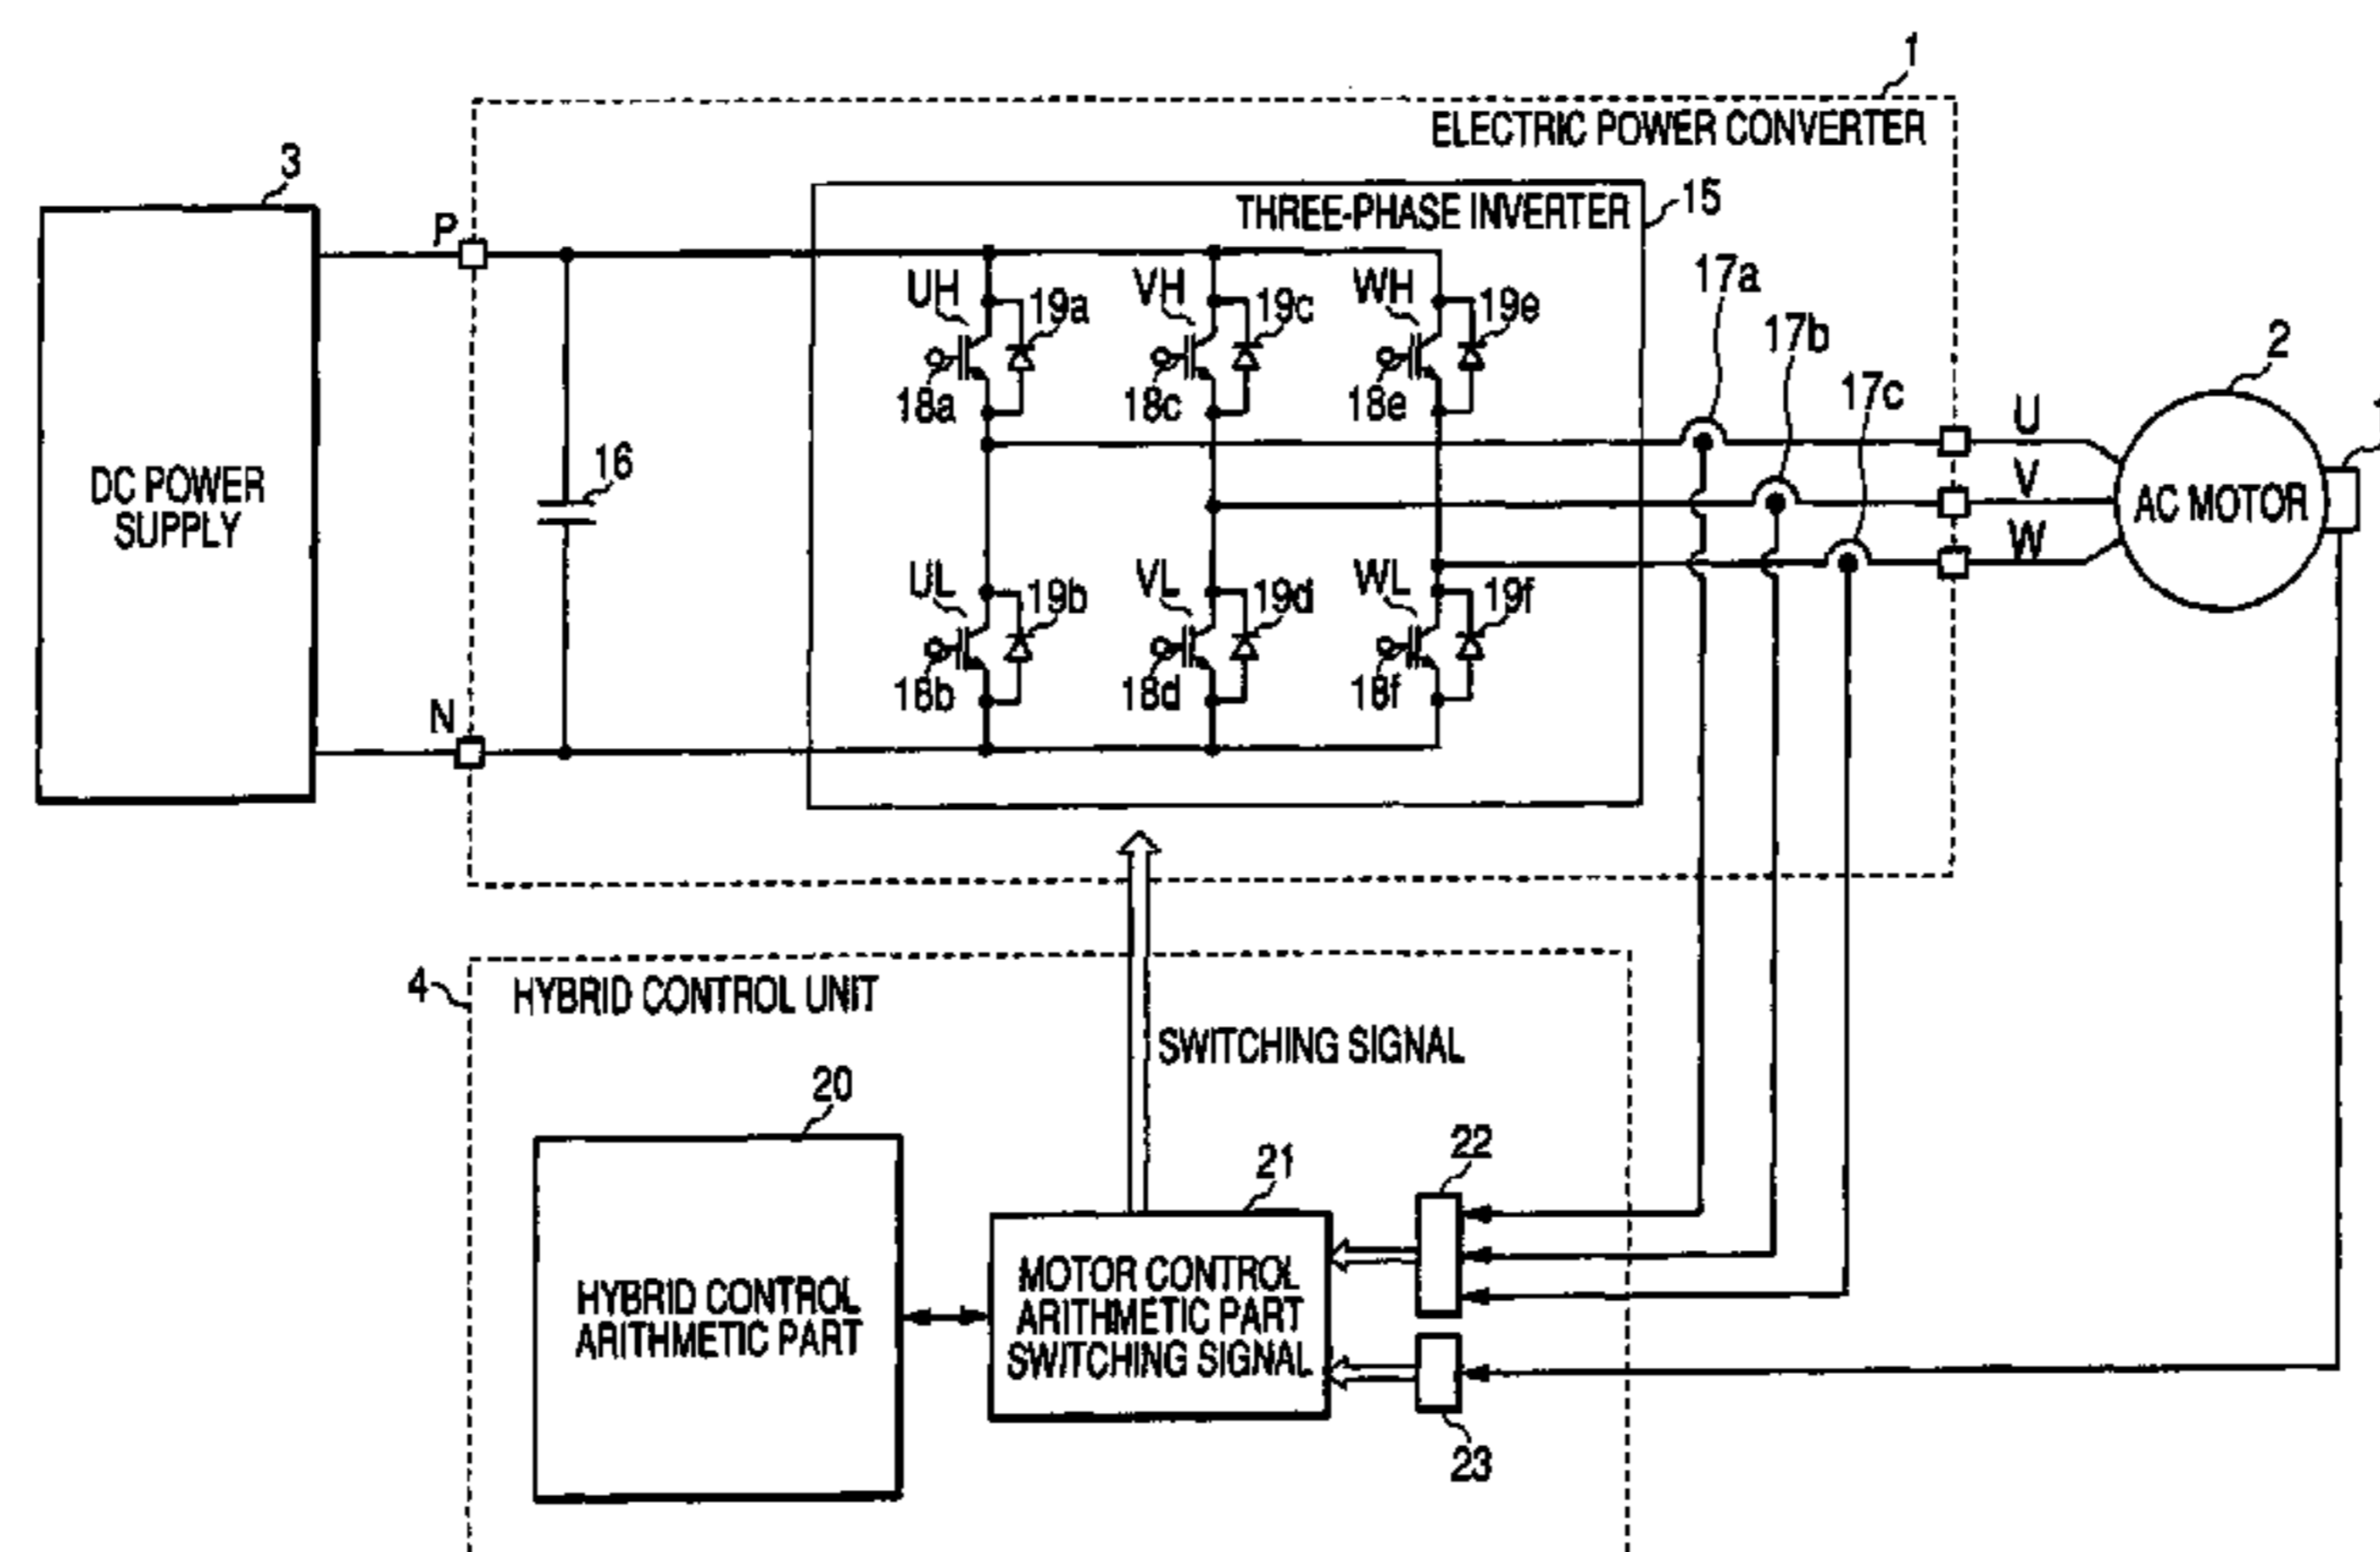 1
ELECTRIC POWER CONVERTER
3
P
THREE-PHASE INVERTER
15
17a
UH
19a
VH
19c
WH
19e
17b
2
18a
18c
18e
17c
U
DC POWER
SUPPLY
16
V
AC MOTOR
W
UL
19b
VL
19d
WL
19f
18b
18d
18f
N
4
HYBRID CONTROL UNIT
SWITCHING SIGNAL
20
22
21
HYBRID CONTROL
ARITHMETIC PART
MOTOR CONTROL
ARITHMETIC PART
SWITCHING SIGNAL
23